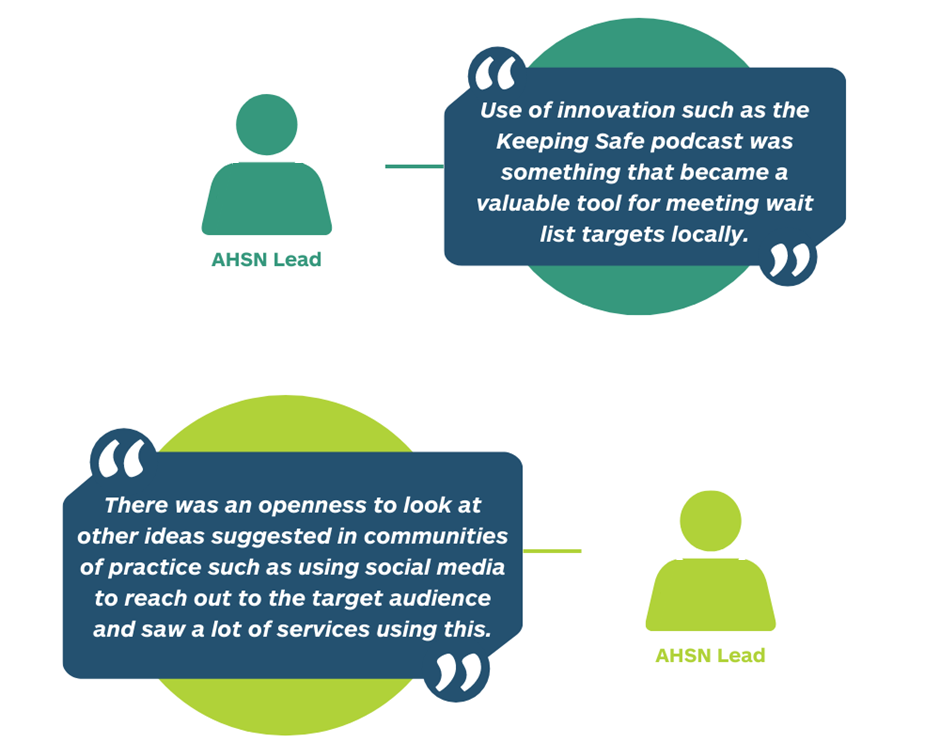 “
Use of innovation such as the
Keeping Safe podcast was
something that became a
valuable tool for meeting wait
list targets locally.
”
AHSN Lead
“
There was an openness to look at
other ideas suggested in communities
of practice such as using social media
to reach out to the target audience
and saw a lot of services using this.
”
AHSN Lead